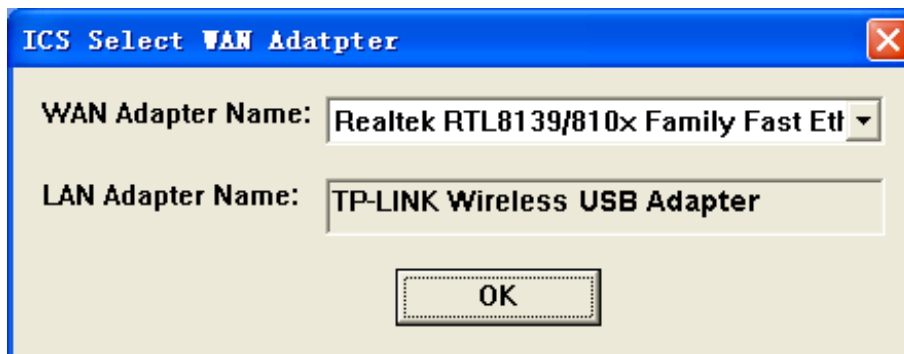 ICS Select WAN Adatpter
WAN Adapter Name: Realtek RTL8139/810x Family Fast Eth
LAN Adapter Name: TP-LINK Wireless USB Adapter
OK